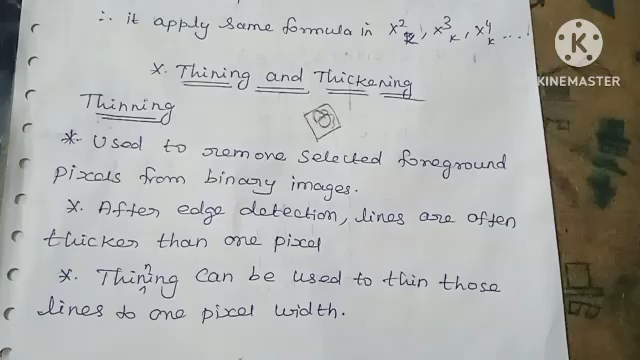 ∴ it apply same formula in x²ₖ, x³ₖ, x⁴ₖ ....
K
KINEMASTER
*. Thining and Thickening
Thinning
*. Used to remove selected foreground
pixels from binary images.
*. After edge detection, lines are often
thicker than one pixel
*. Thinning can be used to thin those
lines to one pixel width.